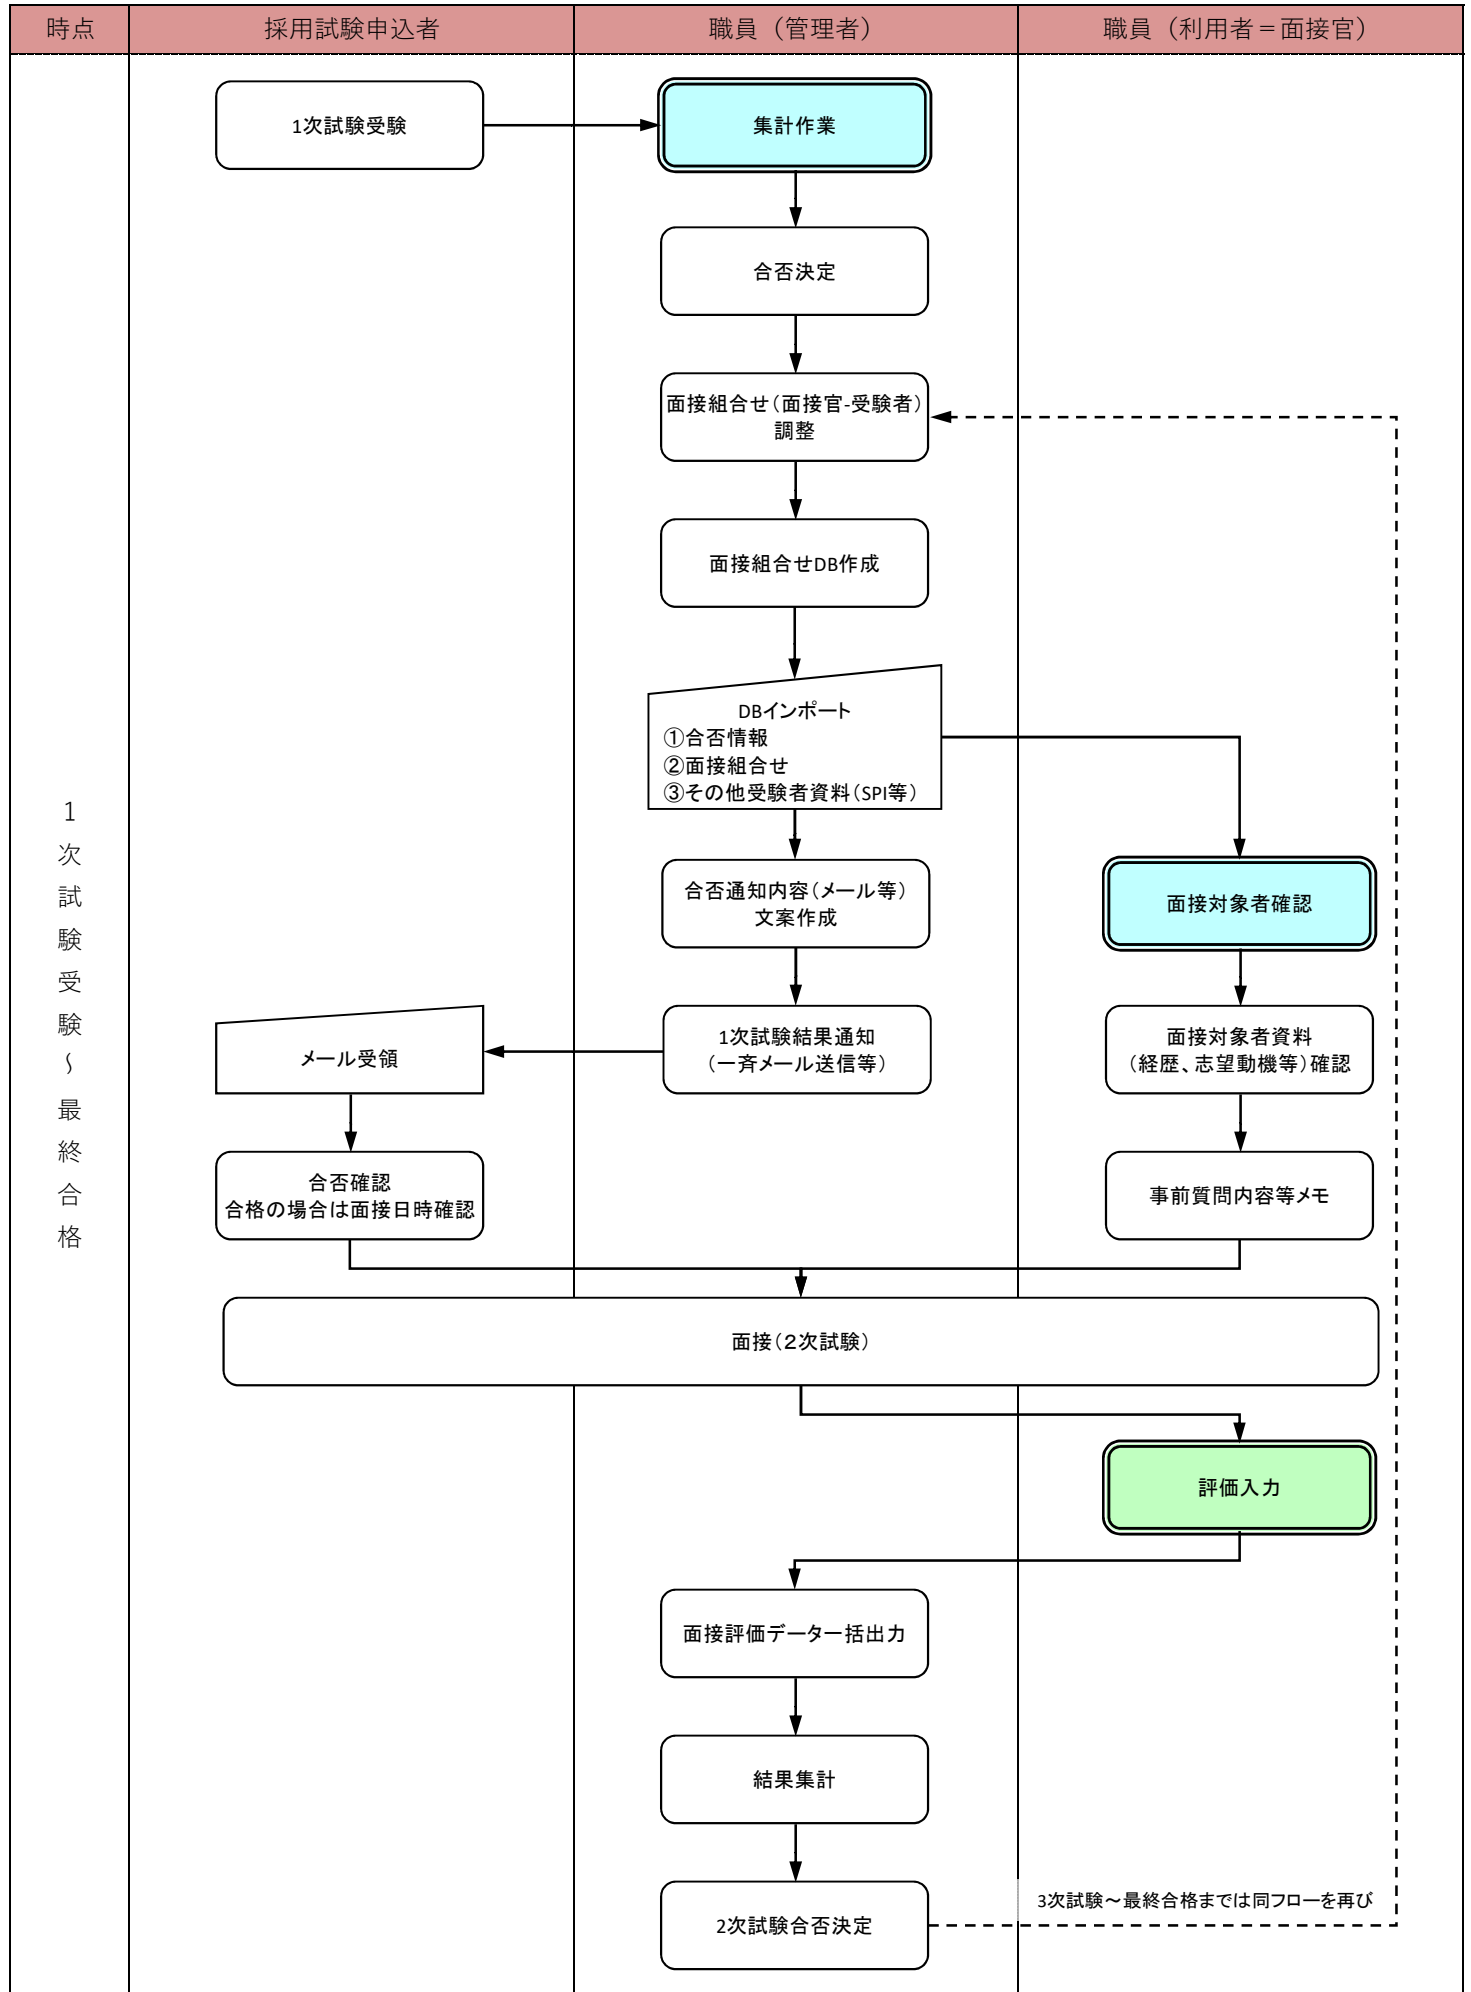 時点
採用試験申込者
職員（管理者）
職員（利用者＝面接官）
1次試験受験～最終合格
1次試験受験
集計作業
合否決定
面接組合せ（面接官-受験者）
調整
面接組合せDB作成
DBインポート
①合否情報
②面接組合せ
③その他受験者資料（SPI等）
合否通知内容（メール等）
文案作成
面接対象者確認
メール受領
1次試験結果通知
（一斉メール送信等）
面接対象者資料
（経歴、志望動機等）確認
合否確認
合格の場合は面接日時確認
事前質問内容等メモ
面接（２次試験）
評価入力
面接評価データ一括出力
結果集計
3次試験～最終合格までは同フローを再び
2次試験合否決定